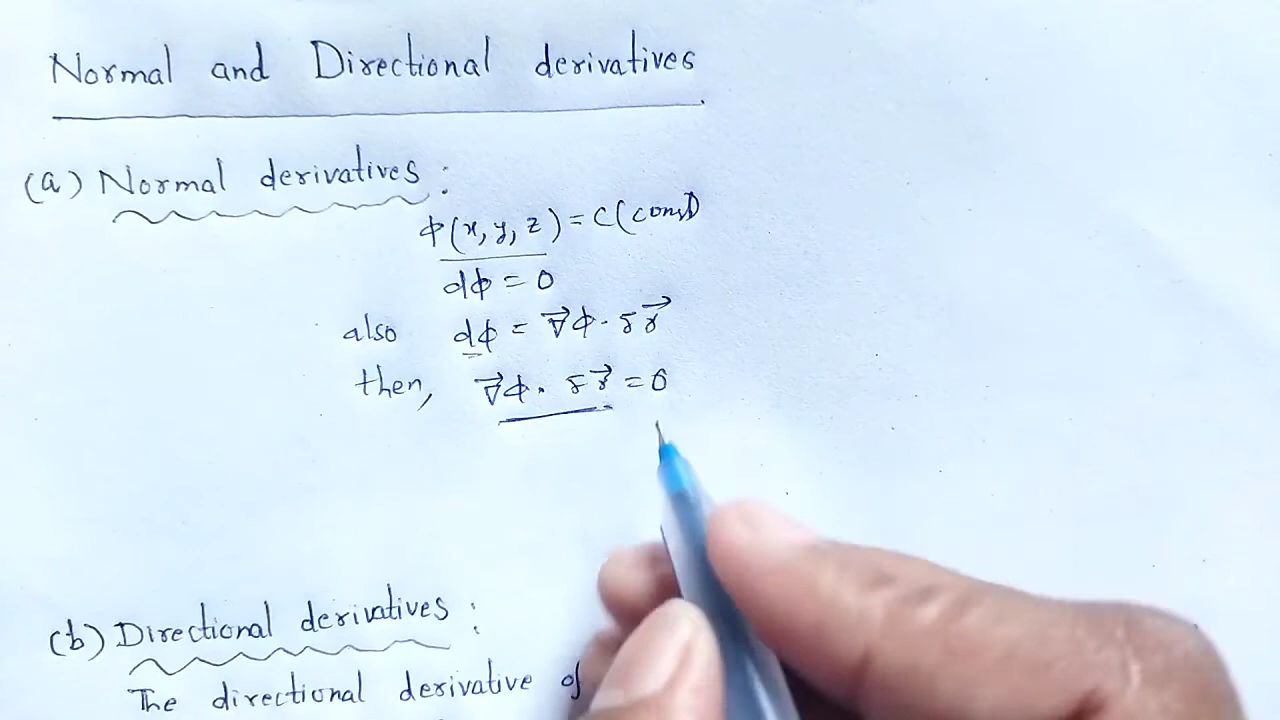 Normal and Directional derivatives
(a) Normal derivatives :
ϕ(x, y, z) = C (const)
dϕ = 0
also dϕ = ∇⃗ϕ · δr⃗
then, ∇⃗ϕ · δr⃗ = 0
(b) Directional derivatives :
The directional derivative of